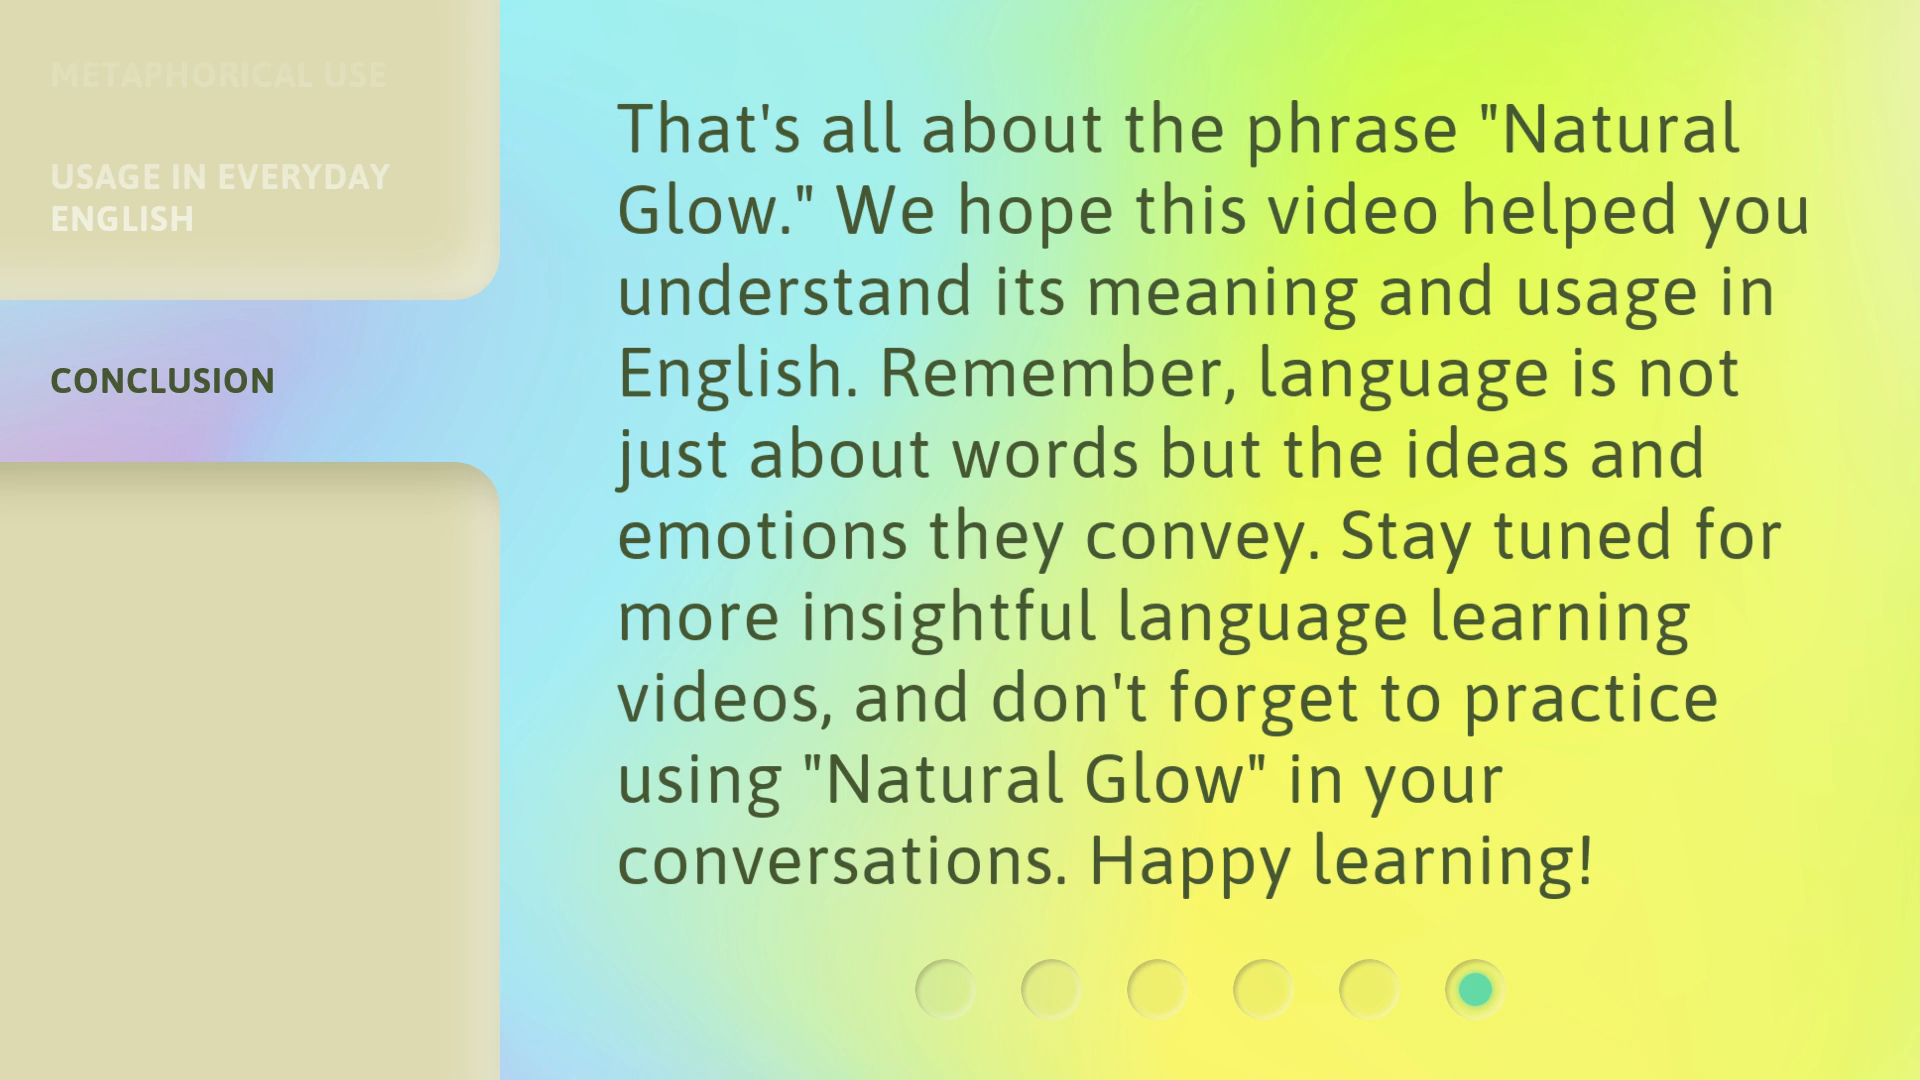 METAPHORICAL USE
USAGE IN EVERYDAY
ENGLISH
CONCLUSION
That's all about the phrase "Natural
Glow." We hope this video helped you
understand its meaning and usage in
English. Remember, language is not
just about words but the ideas and
emotions they convey. Stay tuned for
more insightful language learning
videos, and don't forget to practice
using "Natural Glow" in your
conversations. Happy learning!